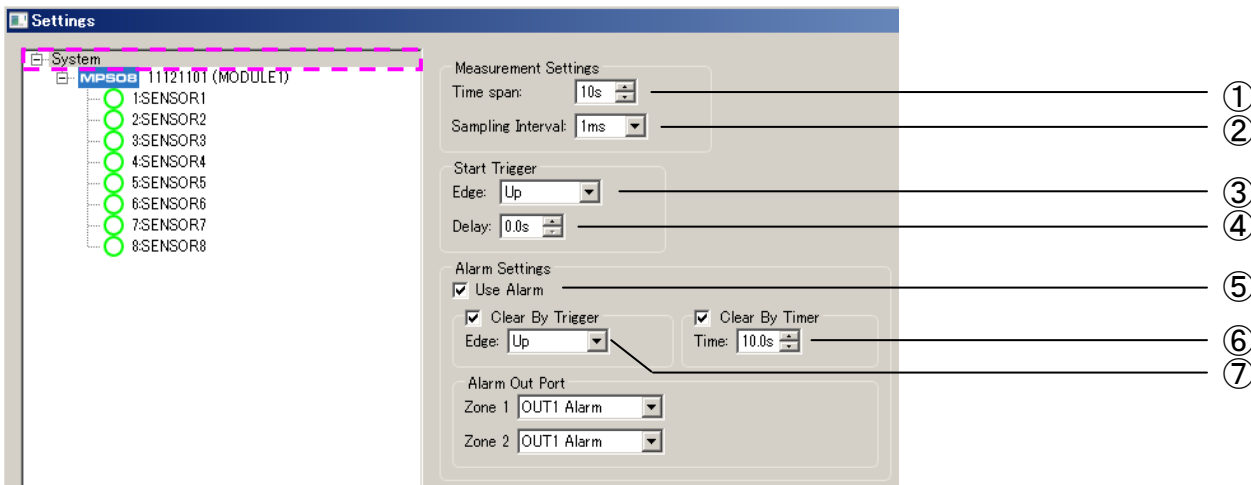 Settings
System
MPS08 11121101 (MODULE1)
1:SENSOR1
2:SENSOR2
3:SENSOR3
4:SENSOR4
5:SENSOR5
6:SENSOR6
7:SENSOR7
8:SENSOR8
Measurement Settings
Time span: 10s ①
Sampling Interval: 1ms ②
Start Trigger
Edge: Up ③
Delay: 0.0s ④
Alarm Settings
Use Alarm ⑤
Clear By Trigger
Edge: Up ⑦
Clear By Timer
Time: 10.0s ⑥
Alarm Out Port
Zone 1 OUT1 Alarm
Zone 2 OUT1 Alarm